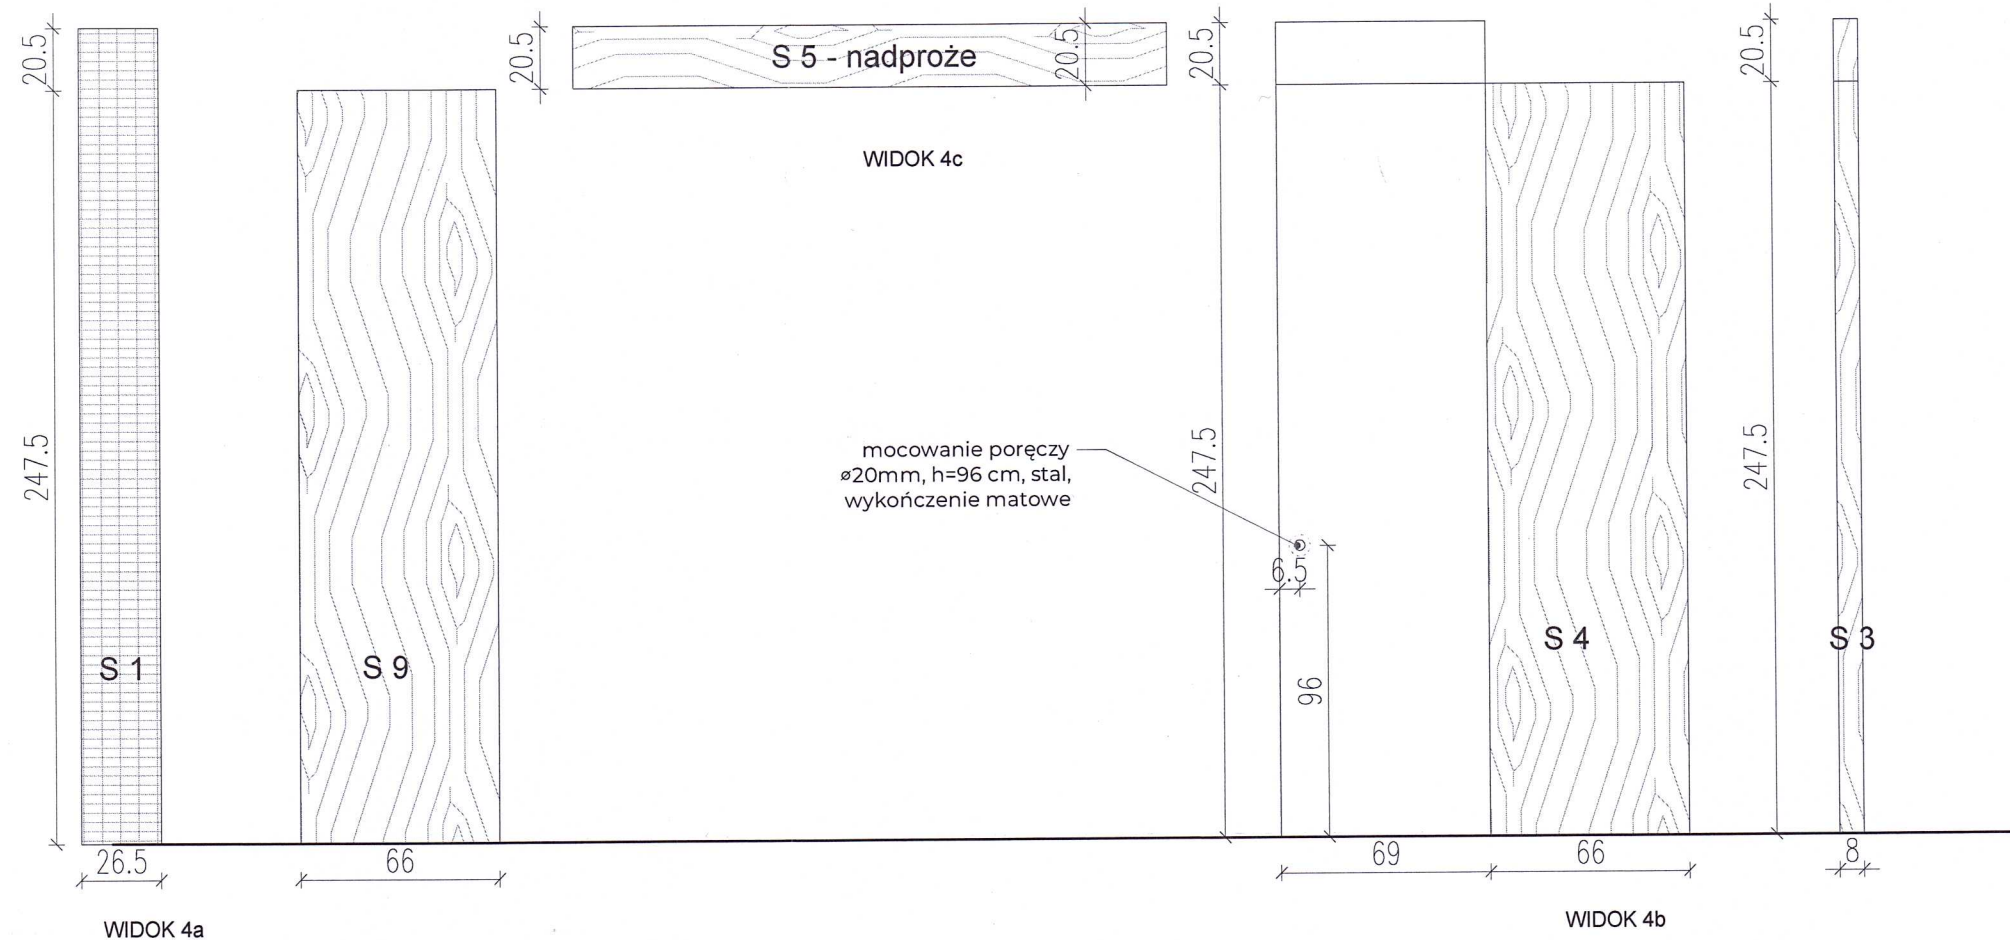 20.5
20.5
S 5 - nadproże
20.5
20.5
20.5
WIDOK 4c
247.5
mocowanie poręczy
ø20mm, h=96 cm, stal,
wykończenie matowe
247.5
247.5
6.5
96
S 1
S 9
S 4
S 3
26.5
66
69
66
8
WIDOK 4a
WIDOK 4b